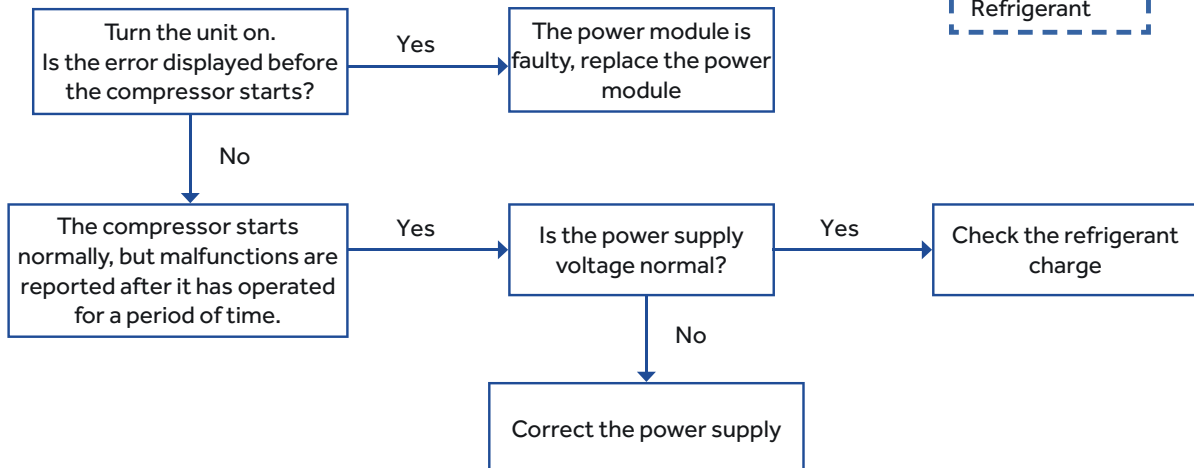 Refrigerant
Turn the unit on.
Is the error displayed before
the compressor starts?
Yes
The power module is
faulty, replace the power
module
No
The compressor starts
normally, but malfunctions are
reported after it has operated
for a period of time.
Yes
Is the power supply
voltage normal?
Yes
Check the refrigerant
charge
No
Correct the power supply